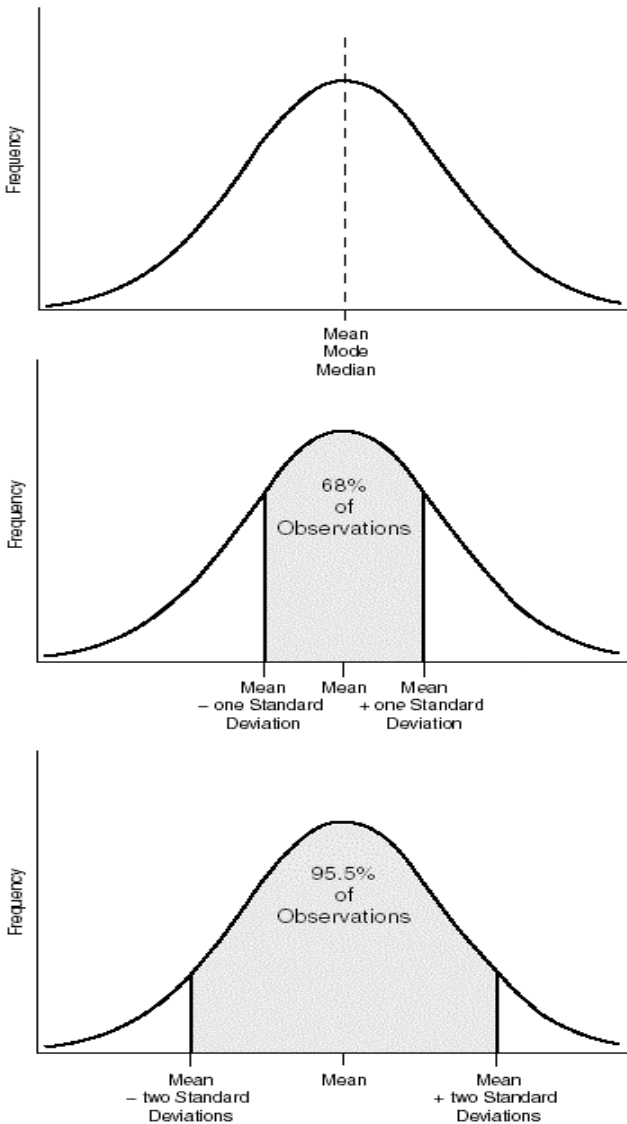 Frequency
Mean
Mode
Median
Frequency
68%
of
Observations
Mean
– one Standard
Deviation
Mean
Mean
+ one Standard
Deviation
Frequency
95.5%
of
Observations
Mean
– two Standard
Deviations
Mean
Mean
+ two Standard
Deviations